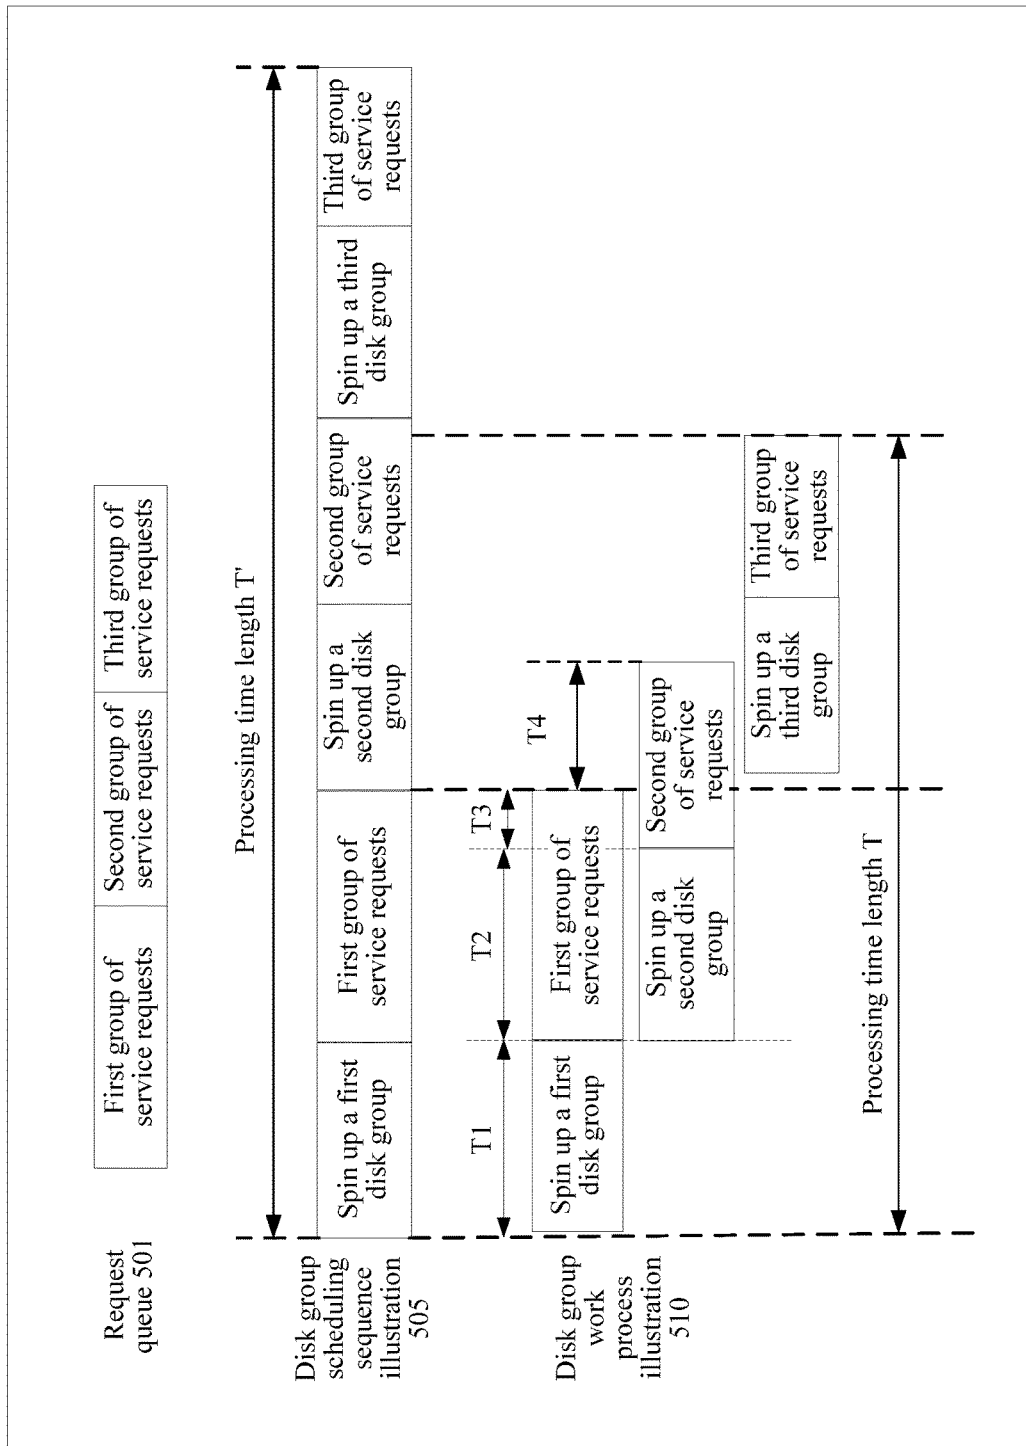 Request
queue 501
First group of
service requests
Second group of
service requests
Third group of
service requests
Processing time length T'
Disk group
scheduling
sequence
illustration
505
Spin up a first
disk group
First group of
service requests
Spin up a
second disk
group
Second group
of service
requests
Spin up a third
disk group
Third group
of service
requests
T1
T2
T3
T4
Disk group
work
process
illustration
510
Spin up a first
disk group
First group of
service requests
Spin up a
second disk
group
Second group
of service
requests
Spin up a
third disk
group
Third group
of service
requests
Processing time length T